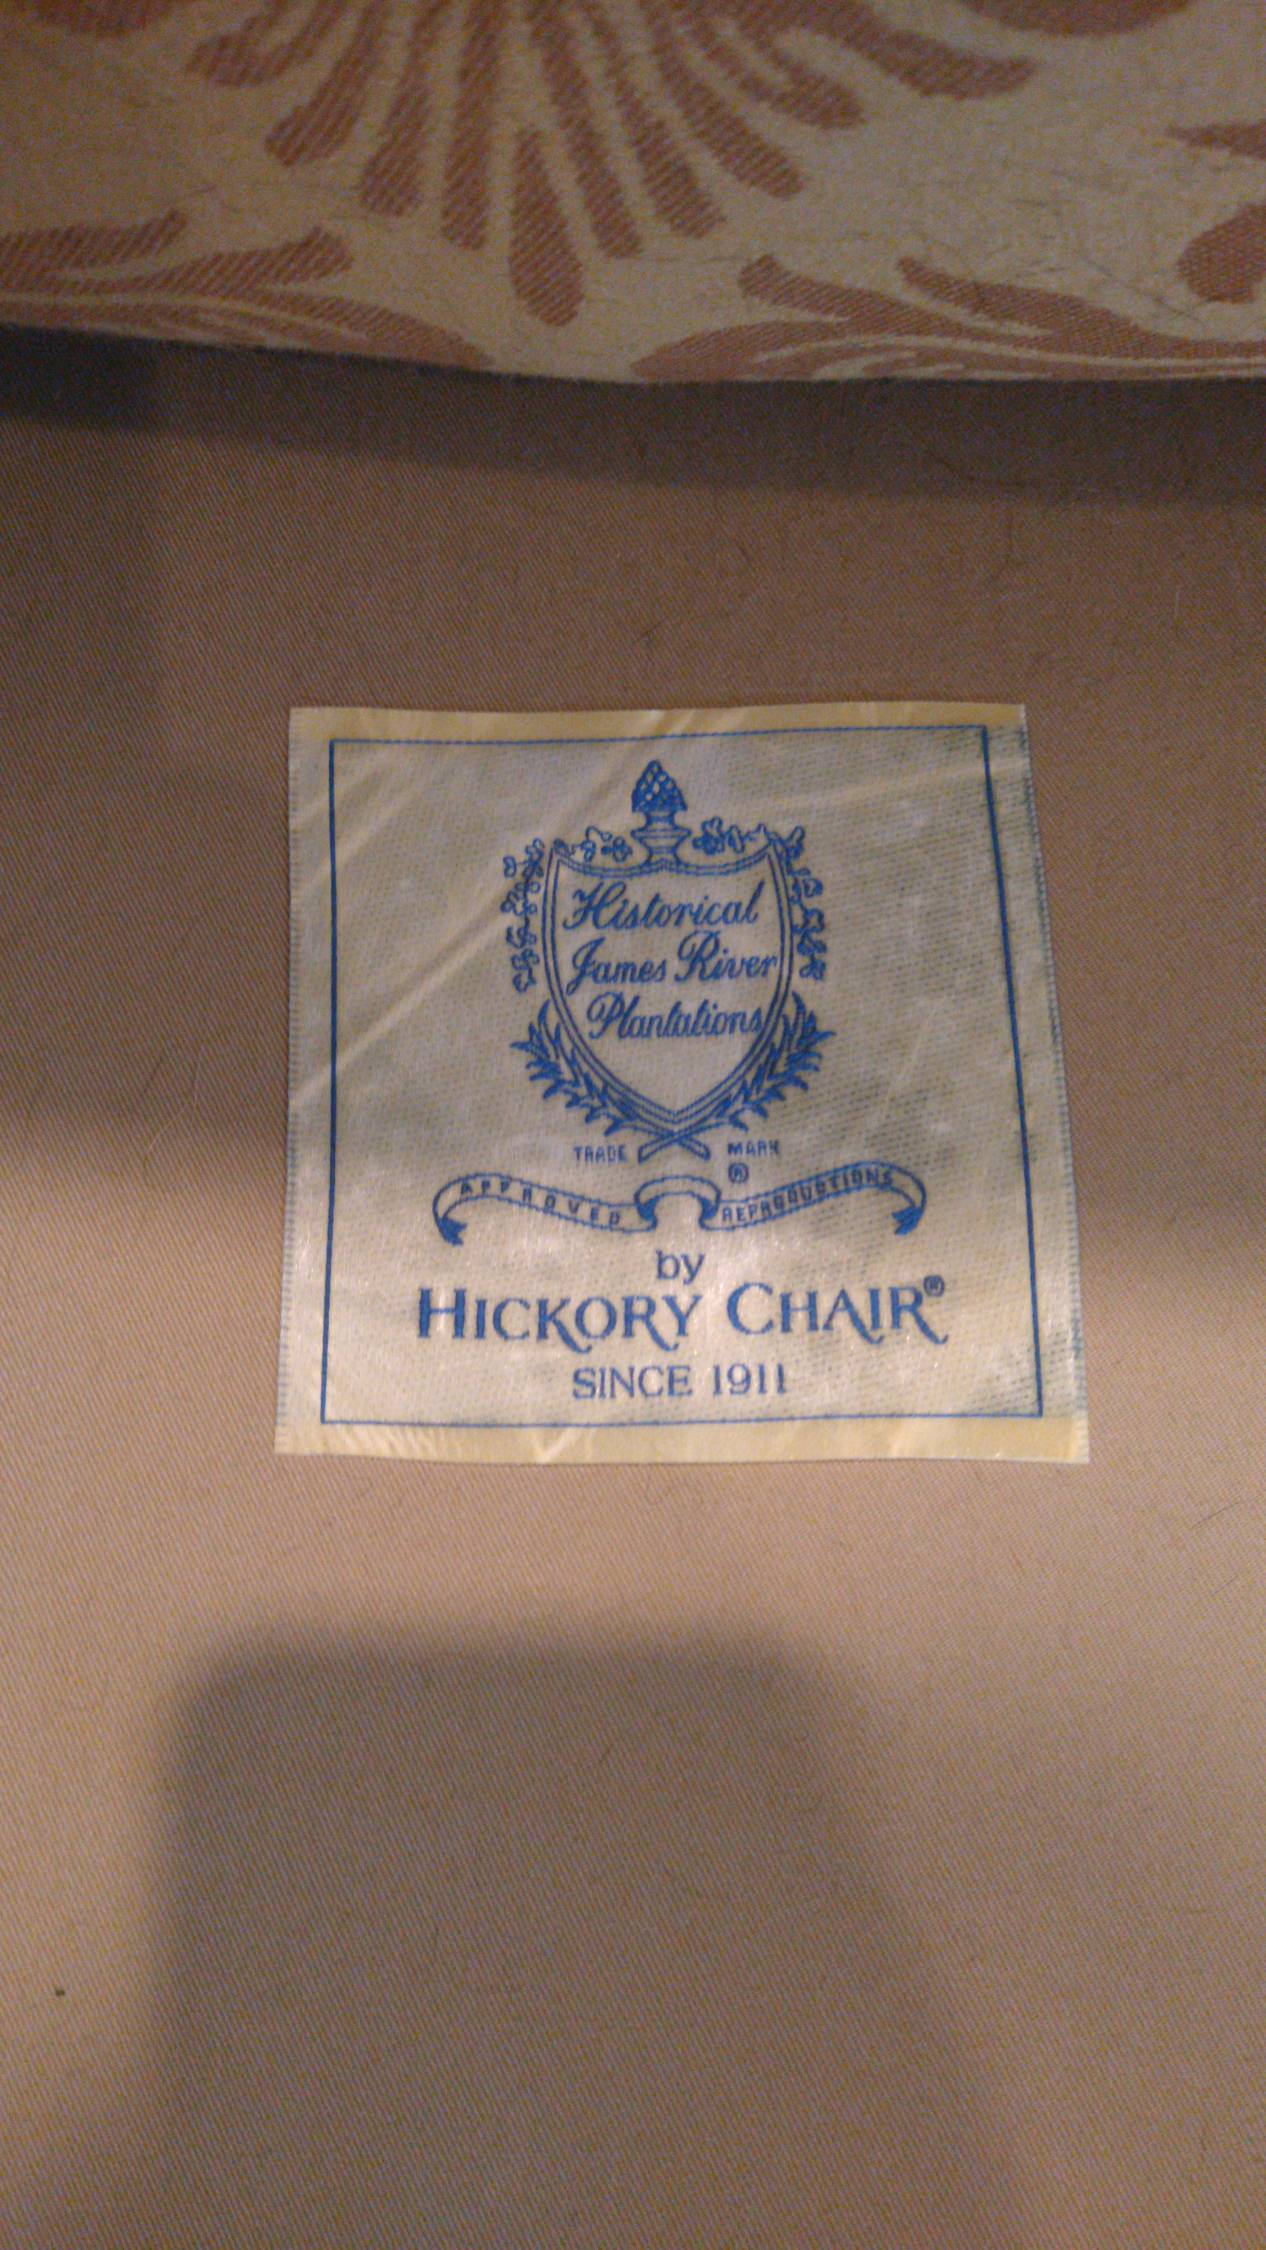 Historical
James River
Plantations
TRADE MARK
®
APPROVED REPRODUCTIONS
by
HICKORY CHAIR®
SINCE 1911